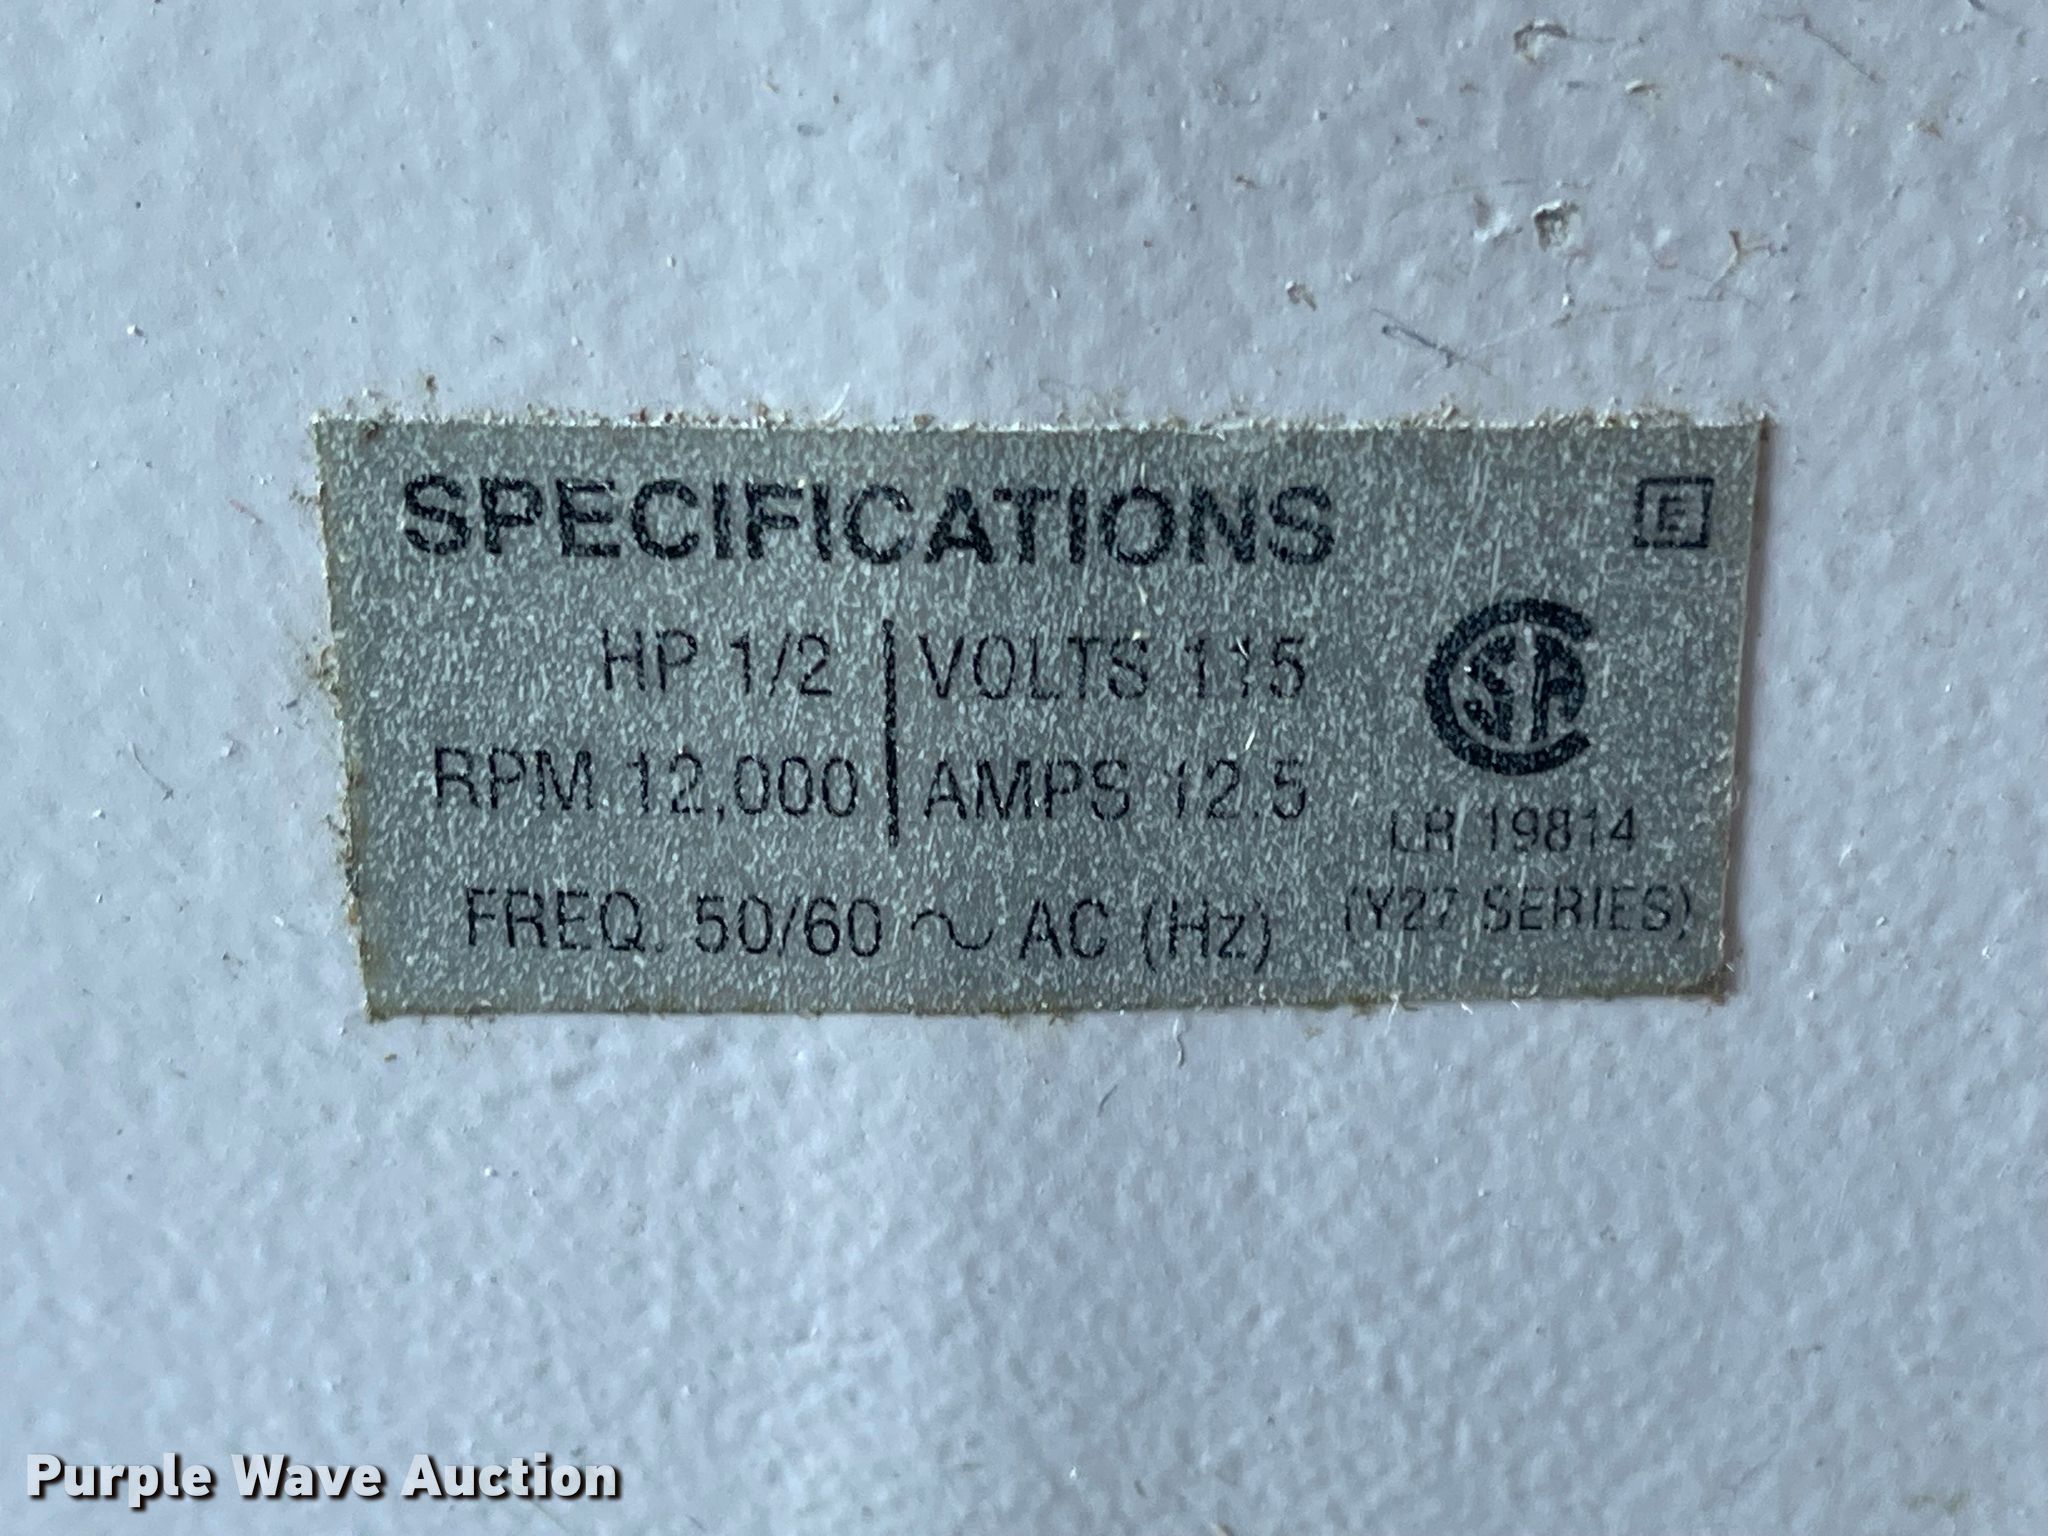 SPECIFICATIONS
E
HP 1/2 VOLTS 115
RPM 12,000 AMPS 12.5
FREQ. 50/60 ~ AC (Hz)
SA
LR 19814
(Y27 SERIES)
Purple Wave Auction